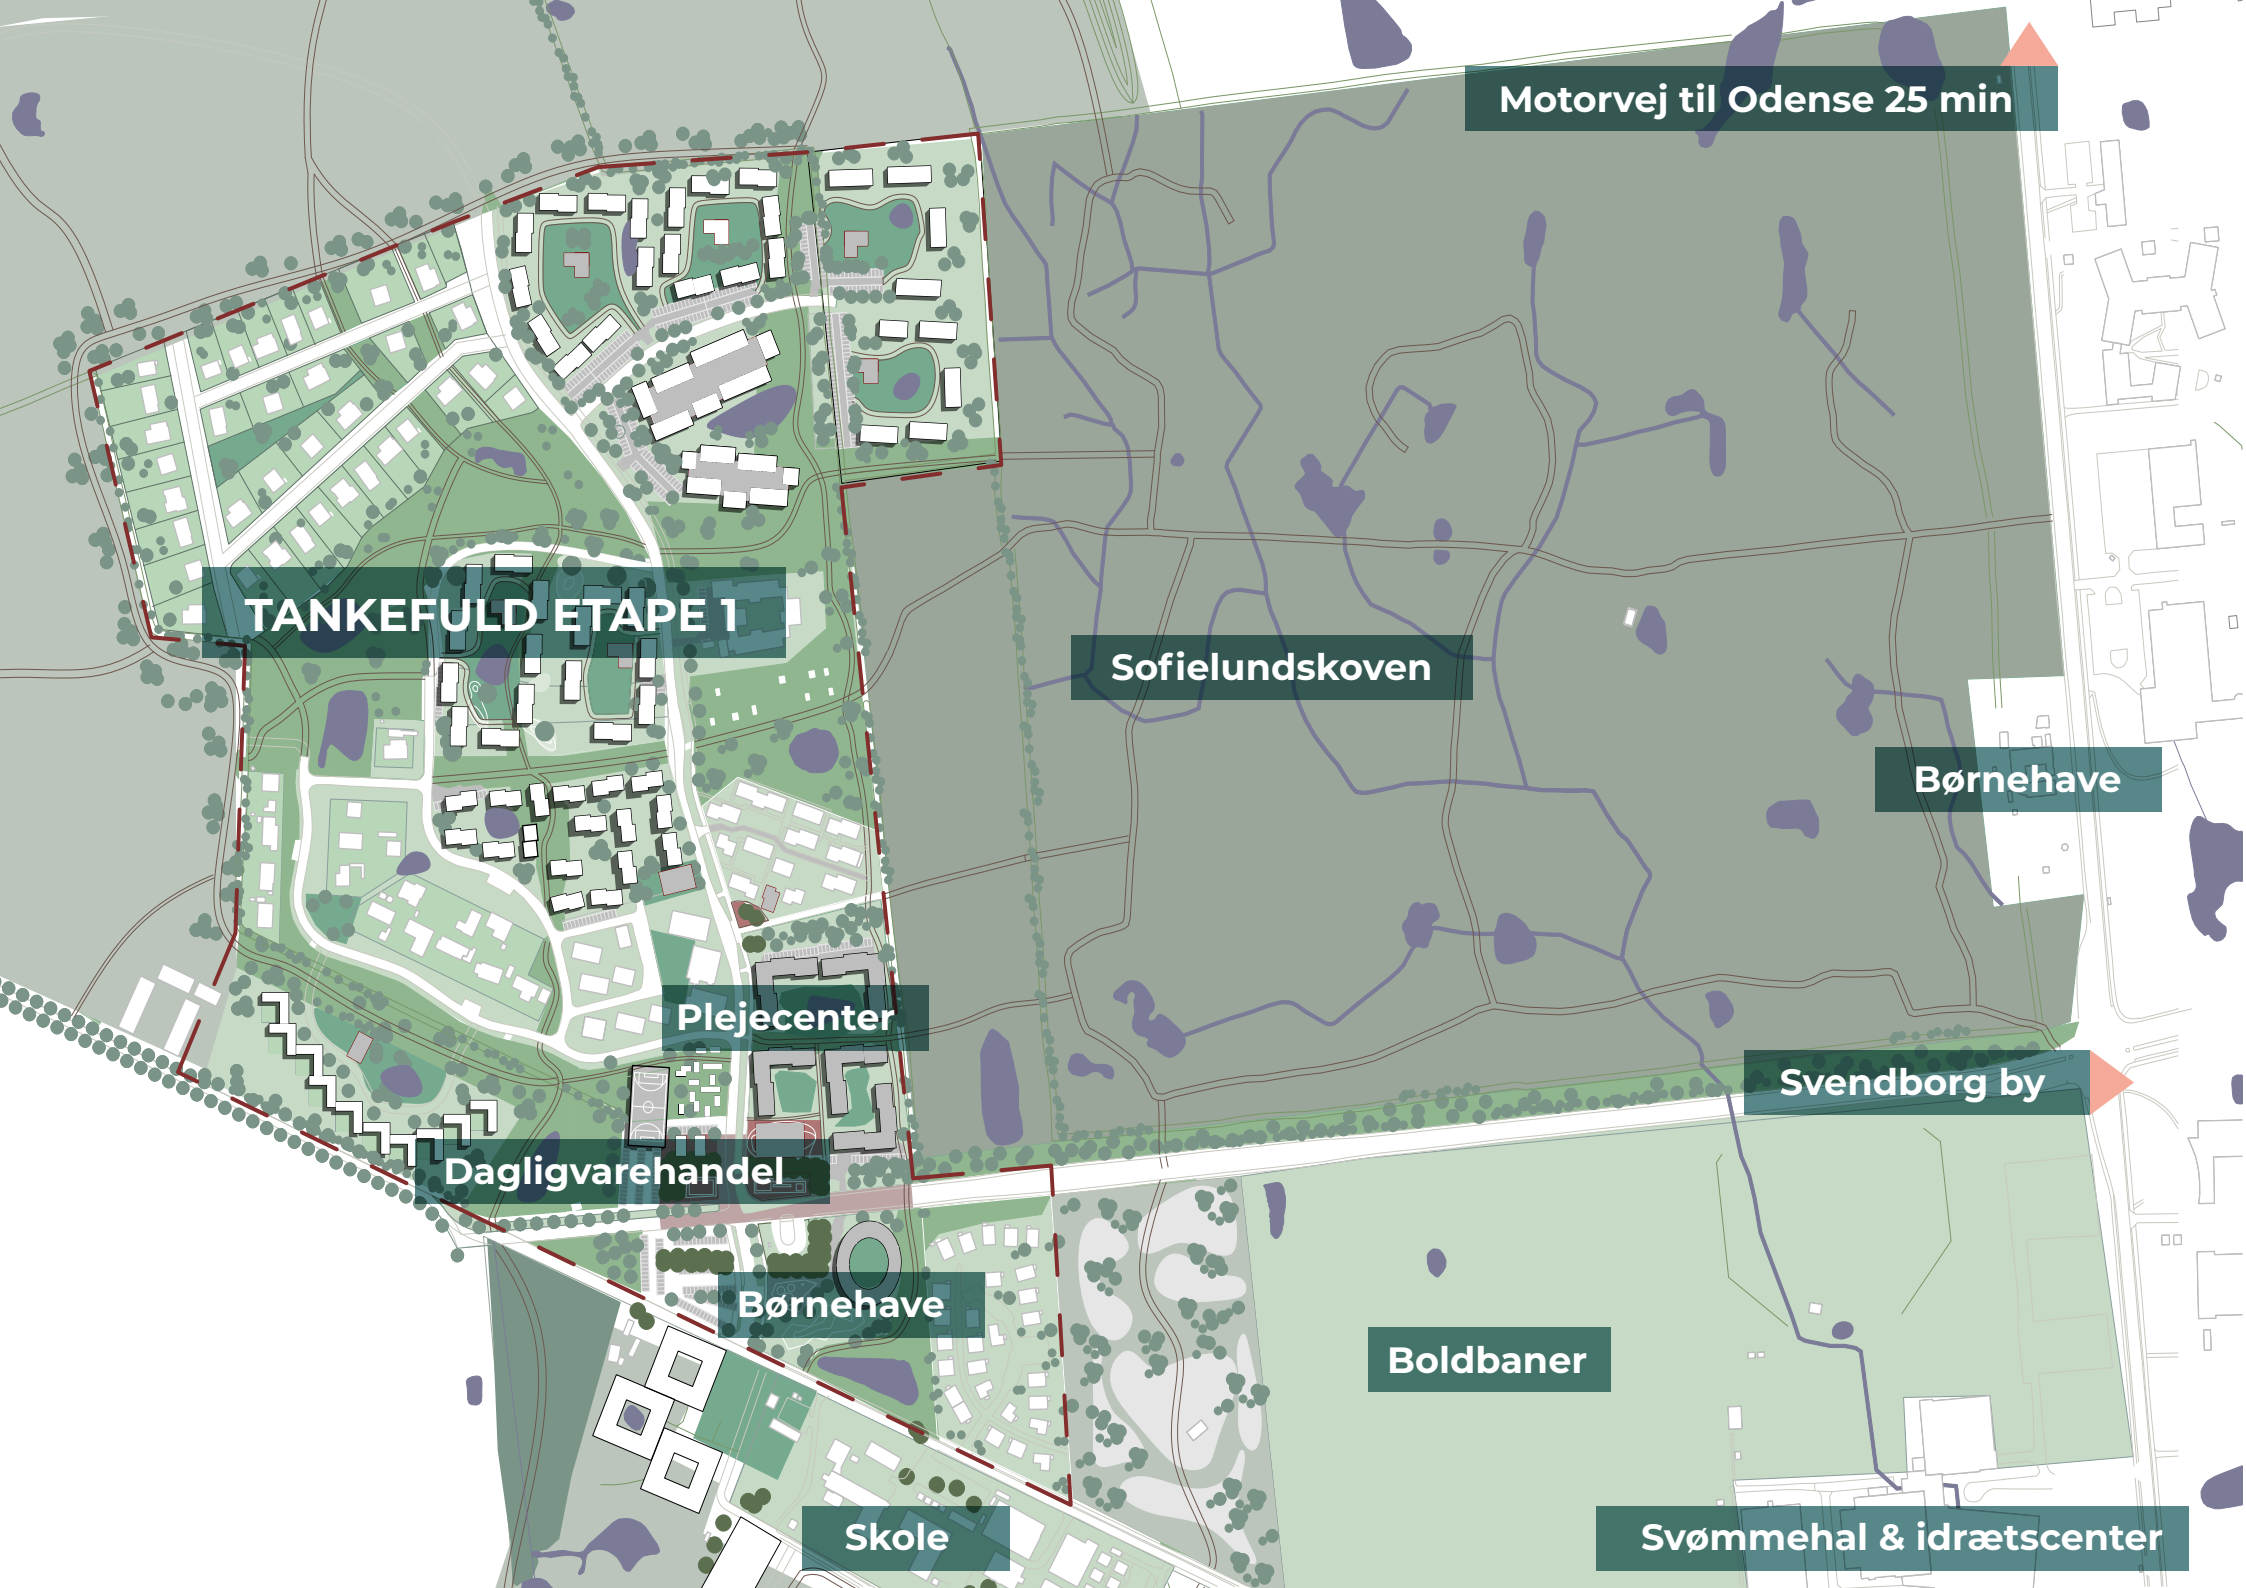 Motorvej til Odense 25 min
TANKEFULD ETAPE 1
Sofielundskoven
Børnehave
Plejecenter
Svendborg by
Dagligvarehandel
Børnehave
Boldbaner
Skole
Svømmehal & idrætscenter